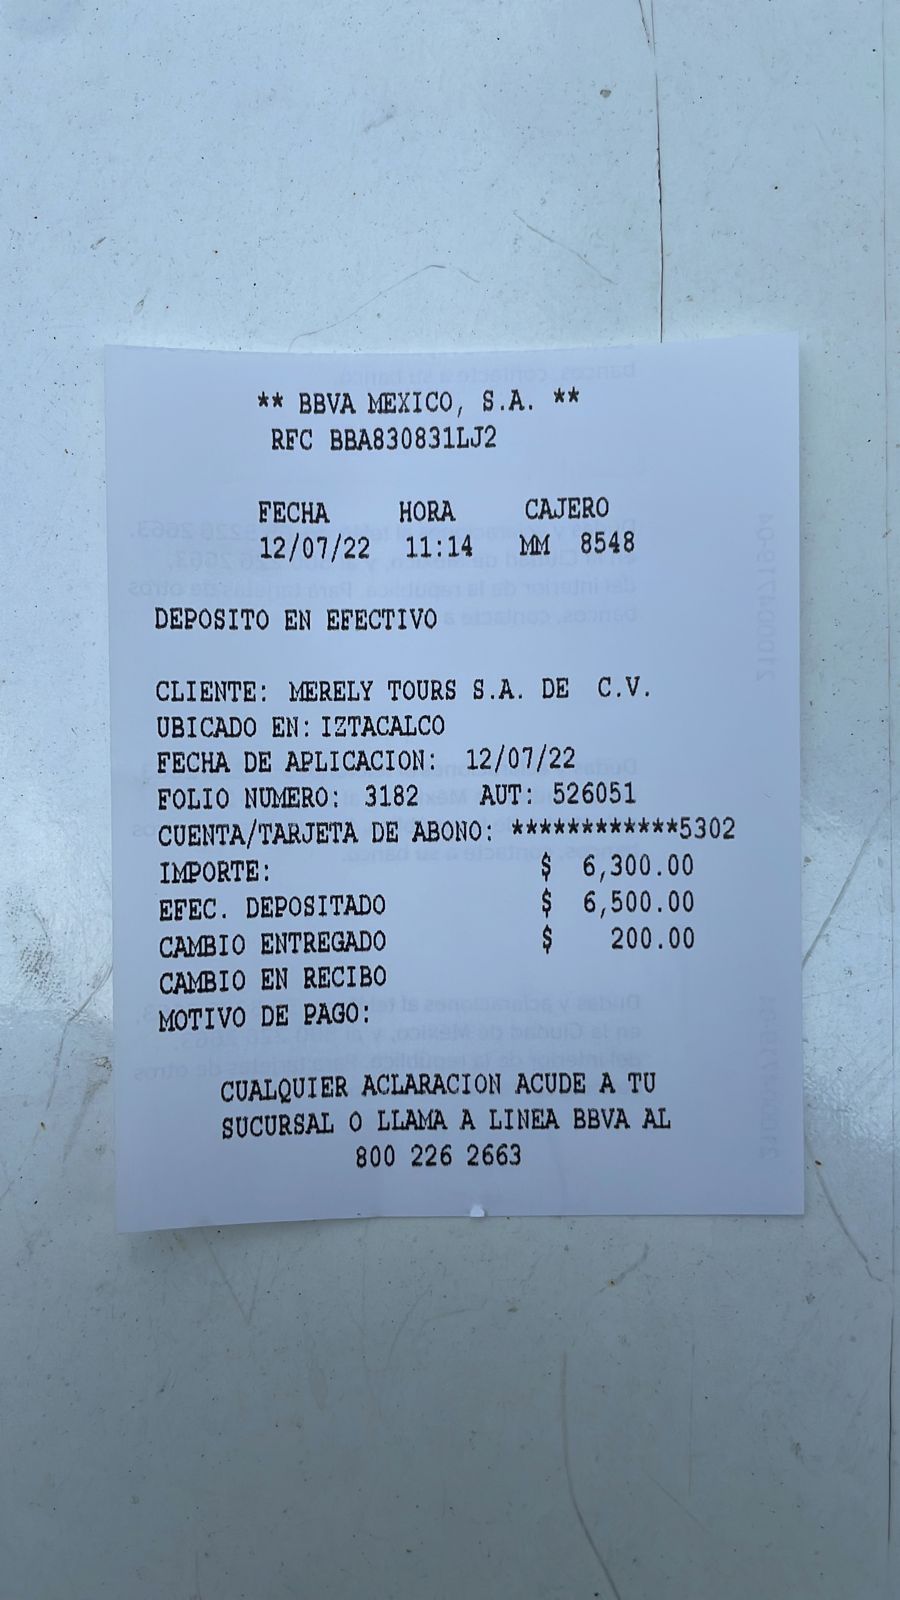 ** BBVA MEXICO, S.A. **
RFC BBA830831LJ2
FECHA HORA CAJERO
12/07/22 11:14 MM 8548
DEPOSITO EN EFECTIVO
CLIENTE: MERELY TOURS S.A. DE C.V.
UBICADO EN: IZTACALCO
FECHA DE APLICACION: 12/07/22
FOLIO NUMERO: 3182 AUT: 526051
CUENTA/TARJETA DE ABONO: ************5302
IMPORTE: $ 6,300.00
EFEC. DEPOSITADO $ 6,500.00
CAMBIO ENTREGADO $ 200.00
CAMBIO EN RECIBO
MOTIVO DE PAGO:
CUALQUIER ACLARACION ACUDE A TU
SUCURSAL O LLAMA A LINEA BBVA AL
800 226 2663